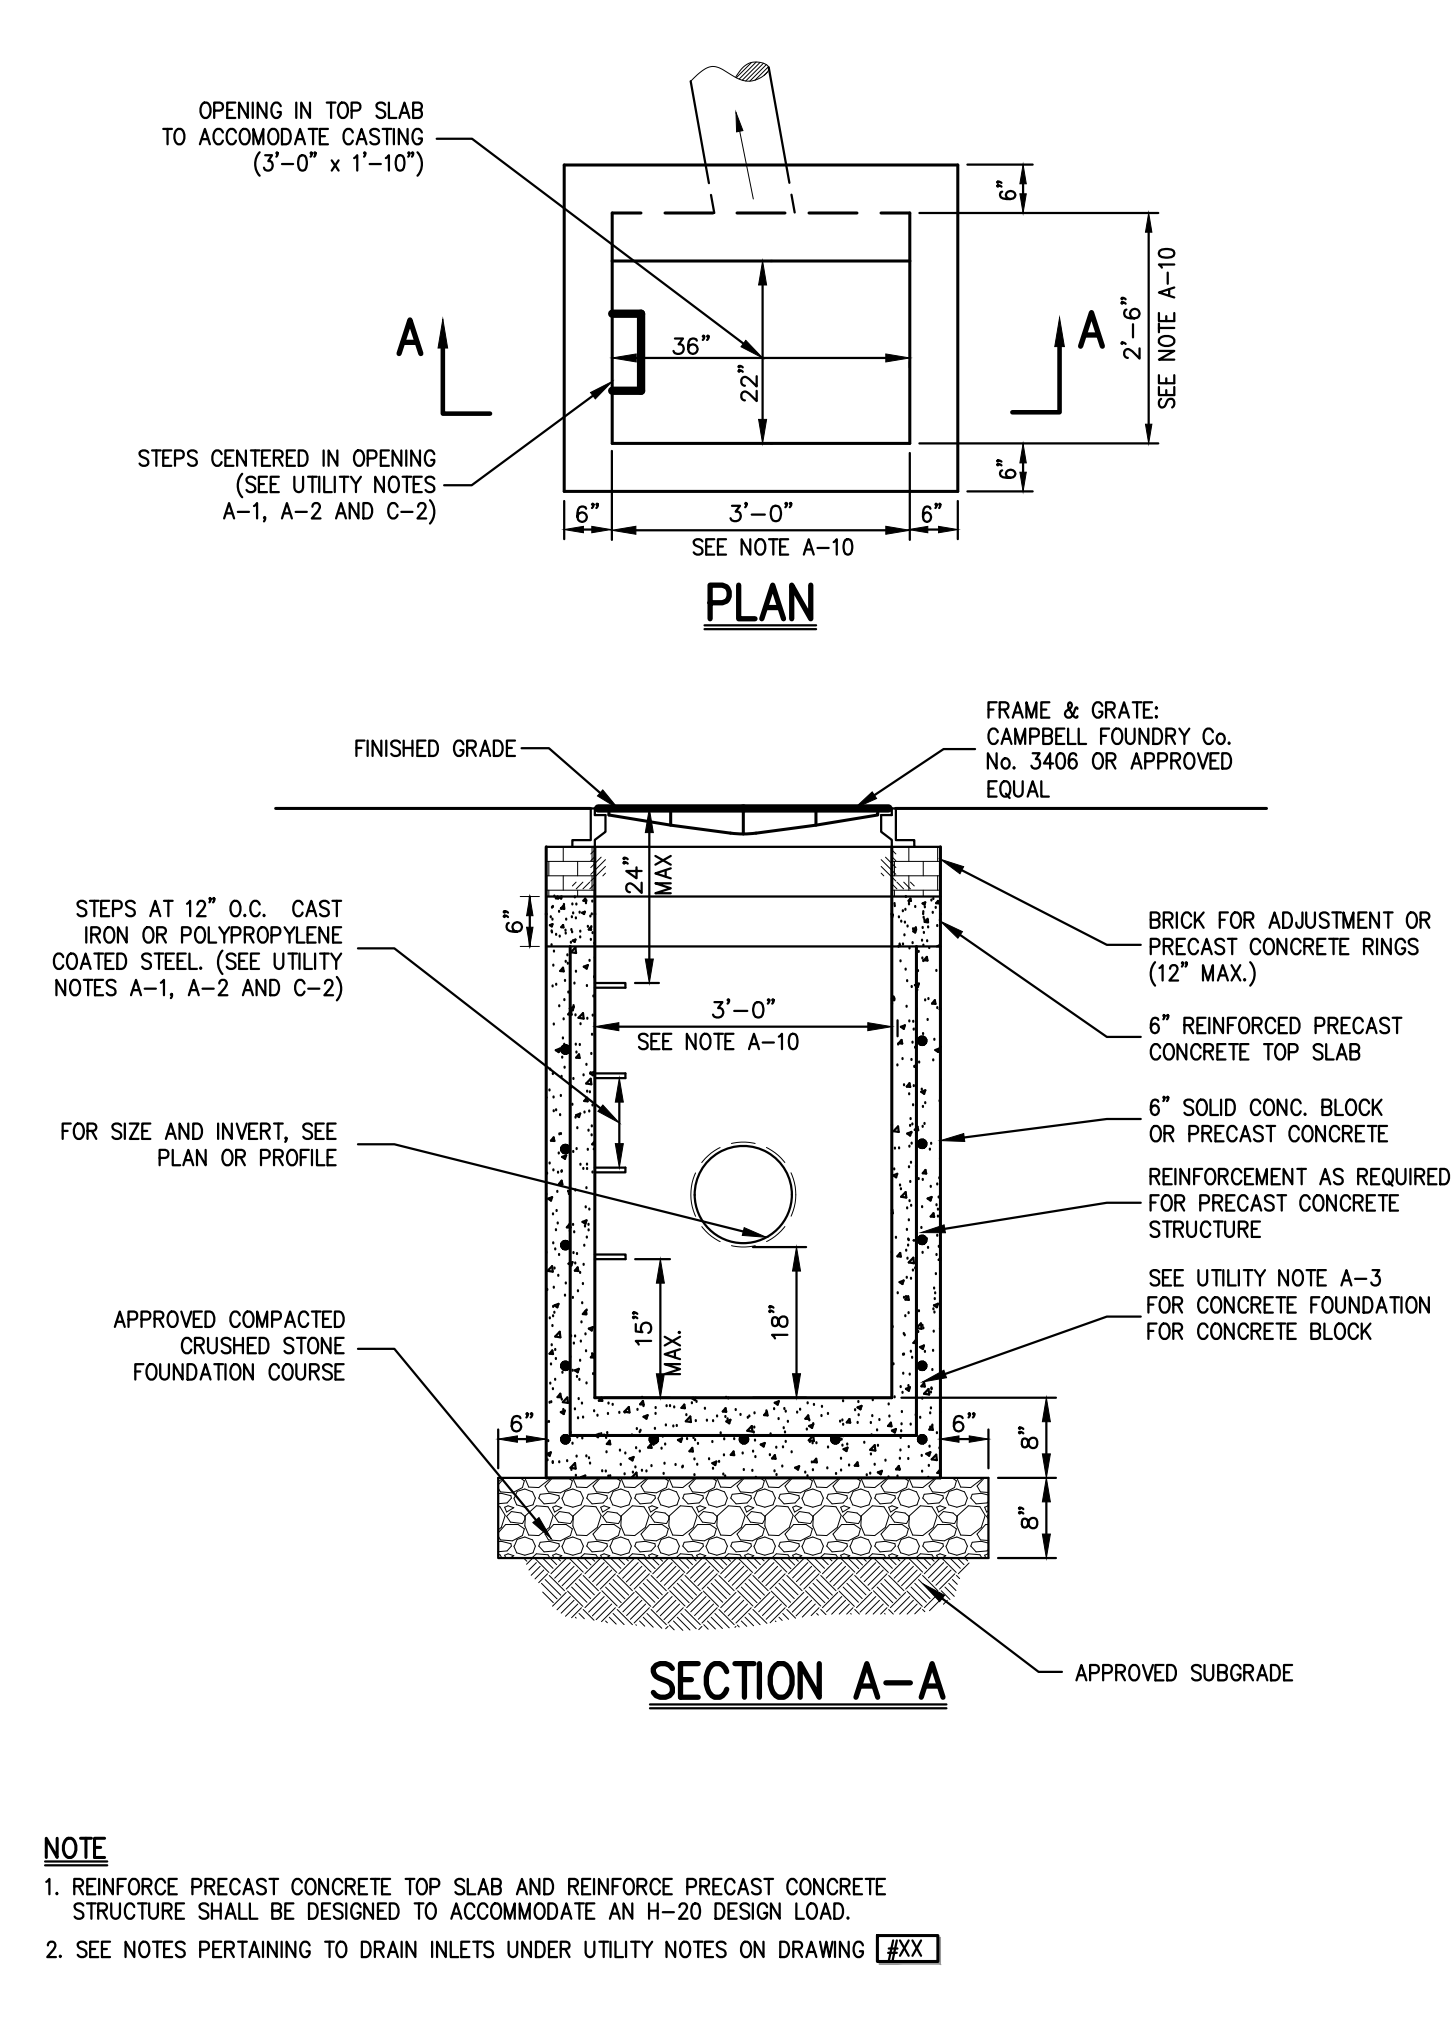 OPENING IN TOP SLAB
TO ACCOMODATE CASTING
(3'-0" x 1'-10")
6"
2'-6"
SEE NOTE A-10
A
A
36"
22"
STEPS CENTERED IN OPENING
(SEE UTILITY NOTES
A-1, A-2 AND C-2)
6"
6"
3'-0"
6"
SEE NOTE A-10
PLAN
FRAME & GRATE:
CAMPBELL FOUNDRY Co.
No. 3406 OR APPROVED
EQUAL
FINISHED GRADE
24"
MAX
6"
STEPS AT 12" O.C. CAST
IRON OR POLYPROPYLENE
COATED STEEL. (SEE UTILITY
NOTES A-1, A-2 AND C-2)
BRICK FOR ADJUSTMENT OR
PRECAST CONCRETE RINGS
(12" MAX.)
3'-0"
SEE NOTE A-10
6" REINFORCED PRECAST
CONCRETE TOP SLAB
6" SOLID CONC. BLOCK
OR PRECAST CONCRETE
FOR SIZE AND INVERT, SEE
PLAN OR PROFILE
REINFORCEMENT AS REQUIRED
FOR PRECAST CONCRETE
STRUCTURE
SEE UTILITY NOTE A-3
FOR CONCRETE FOUNDATION
FOR CONCRETE BLOCK
15"
MAX.
18"
APPROVED COMPACTED
CRUSHED STONE
FOUNDATION COURSE
6"
6"
8"
8"
SECTION A-A
APPROVED SUBGRADE
NOTE
1. REINFORCE PRECAST CONCRETE TOP SLAB AND REINFORCE PRECAST CONCRETE
STRUCTURE SHALL BE DESIGNED TO ACCOMMODATE AN H-20 DESIGN LOAD.
2. SEE NOTES PERTAINING TO DRAIN INLETS UNDER UTILITY NOTES ON DRAWING #XX